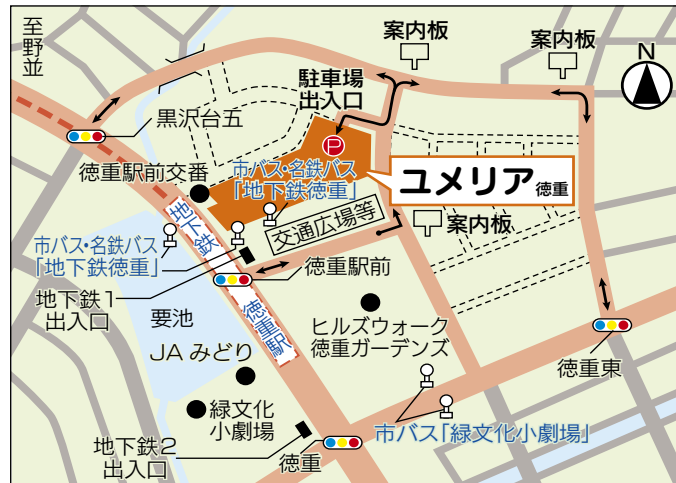 至野並
案内板
案内板
N
駐車場
出入口
黒沢台五
P
徳重駅前交番
市バス・名鉄バス
「地下鉄徳重」
ユメリア徳重
地下鉄
交通広場等
案内板
市バス・名鉄バス
「地下鉄徳重」
徳重駅前
地下鉄1
出入口
要池
徳重駅
ヒルズウォーク
徳重ガーデンズ
JAみどり
徳重東
緑文化
小劇場
市バス「緑文化小劇場」
地下鉄2
出入口
徳重